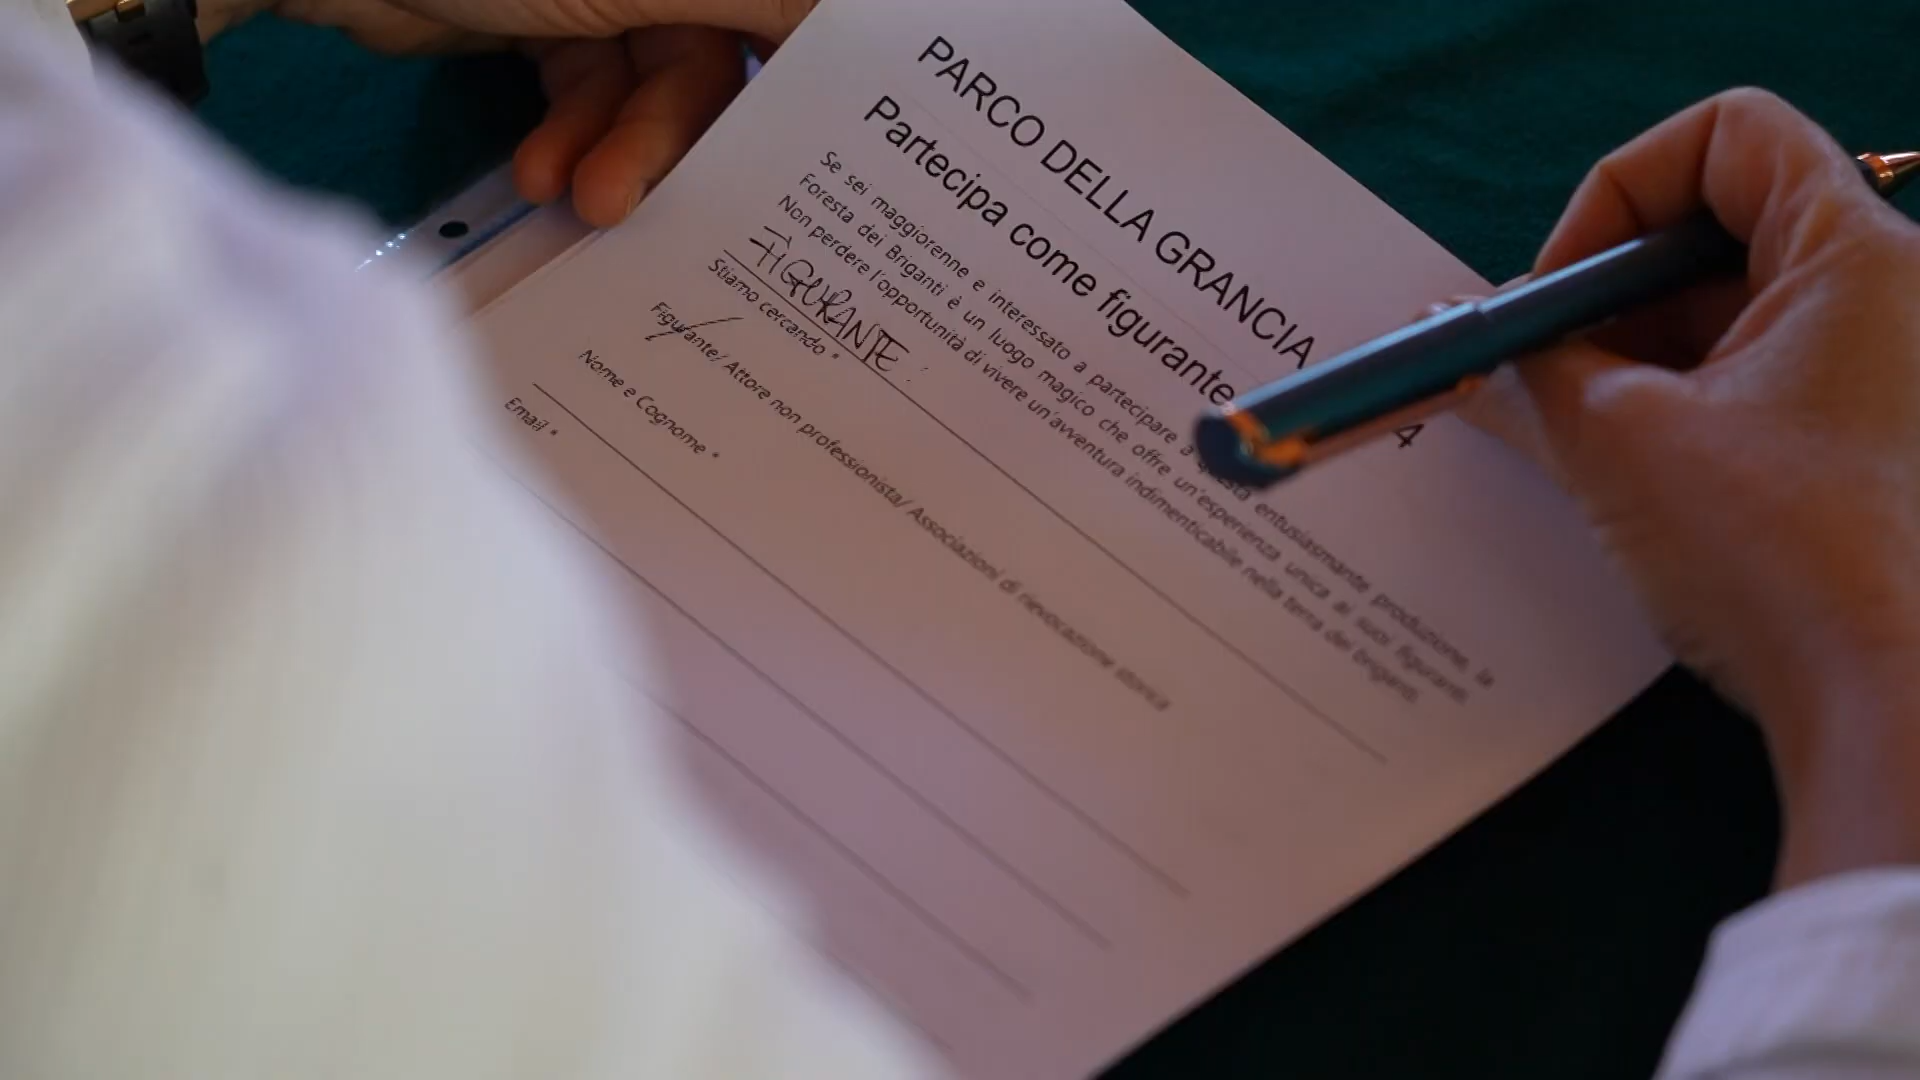 PARCO DELLA GRANCIA
Partecipa come figurante 4
Se sei maggiorenne e interessato a partecipare a questa entusiasmante produzione, la
Foresta dei Briganti è un luogo magico che offre un'esperienza unica ai suoi figuranti.
Non perdere l'opportunità di vivere un'avventura indimenticabile nella terra dei briganti.
FIGURANTE
Stiamo cercando *
Figurante/ Attore non professionista/ Associazioni di rievocazione storica
Nome e Cognome *
Email *